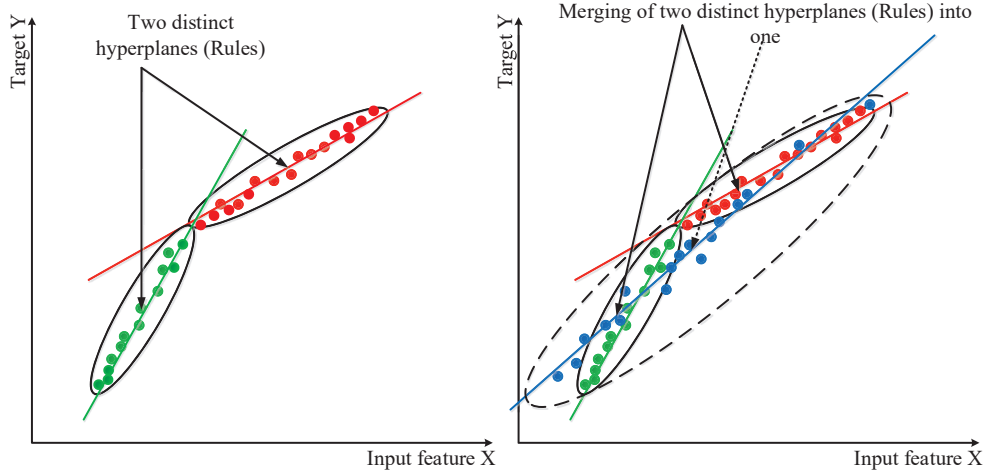 Target Y
Two distinct
hyperplanes (Rules)
Input feature X
Target Y
Merging of two distinct hyperplanes (Rules) into
one
Input feature X